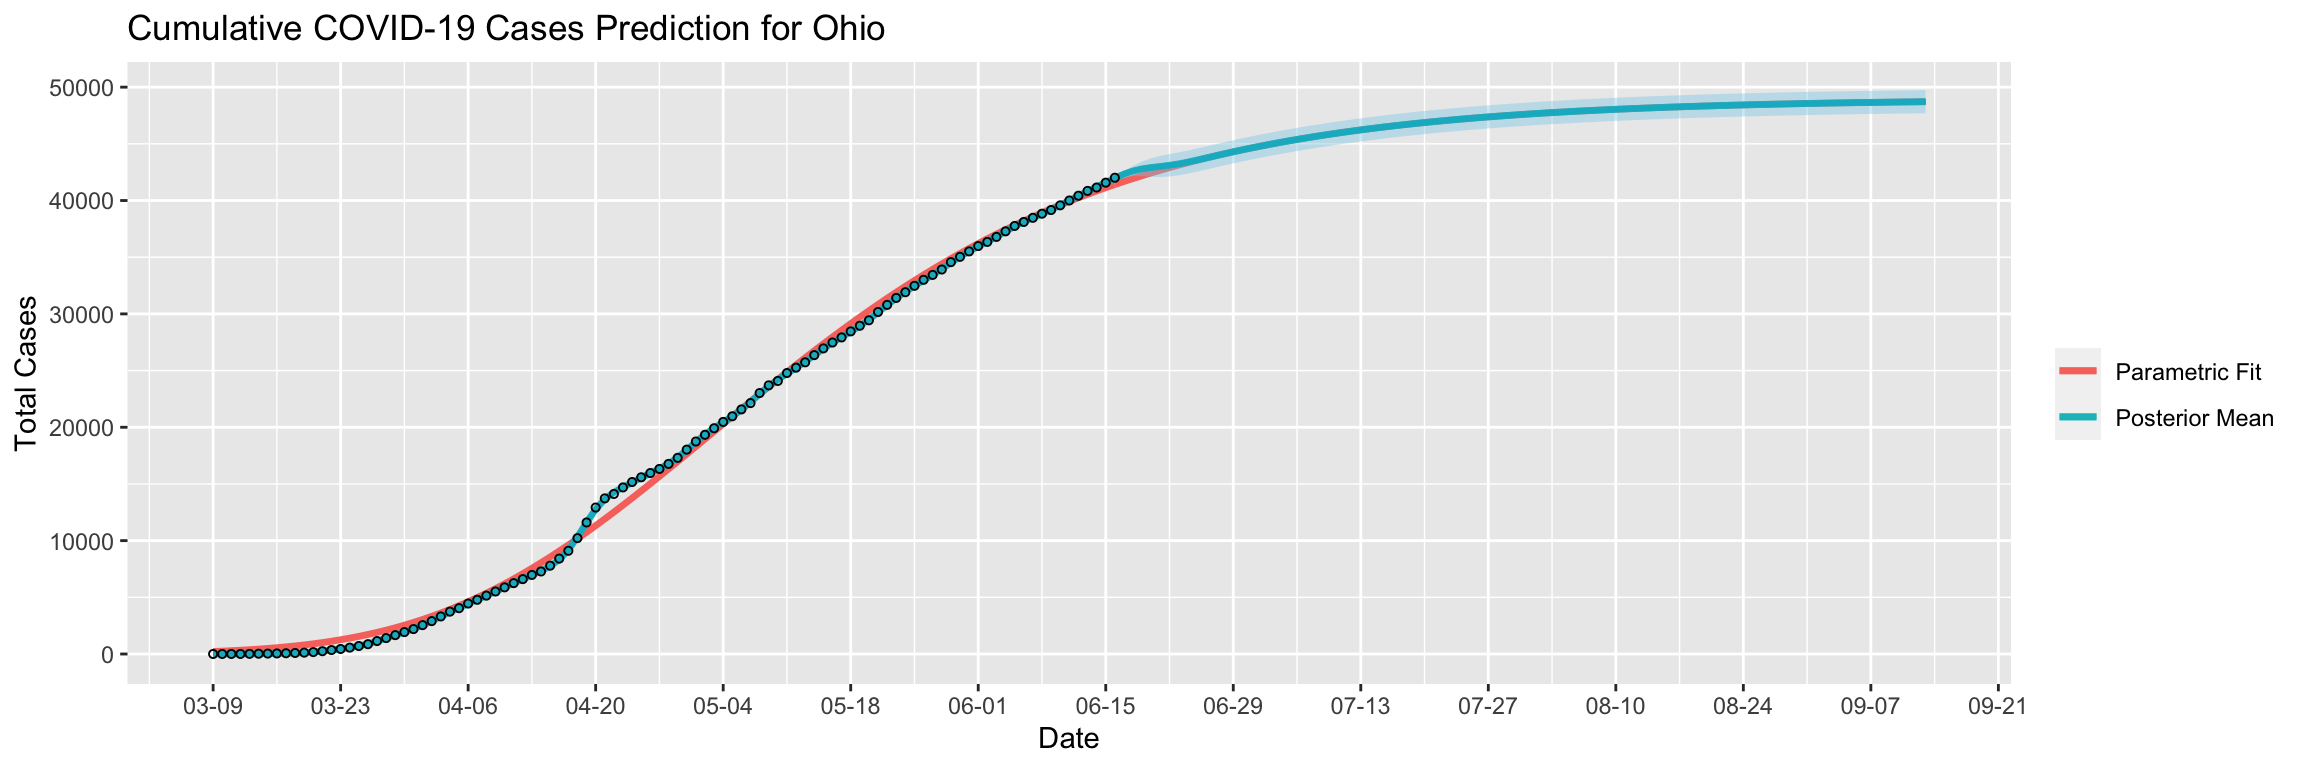 Cumulative COVID-19 Cases Prediction for Ohio
50000
40000
30000
20000
10000
0
Total Cases
03-09 03-23 04-06 04-20 05-04 05-18 06-01 06-15 06-29 07-13 07-27 08-10 08-24 09-07 09-21
Date
Parametric Fit
Posterior Mean